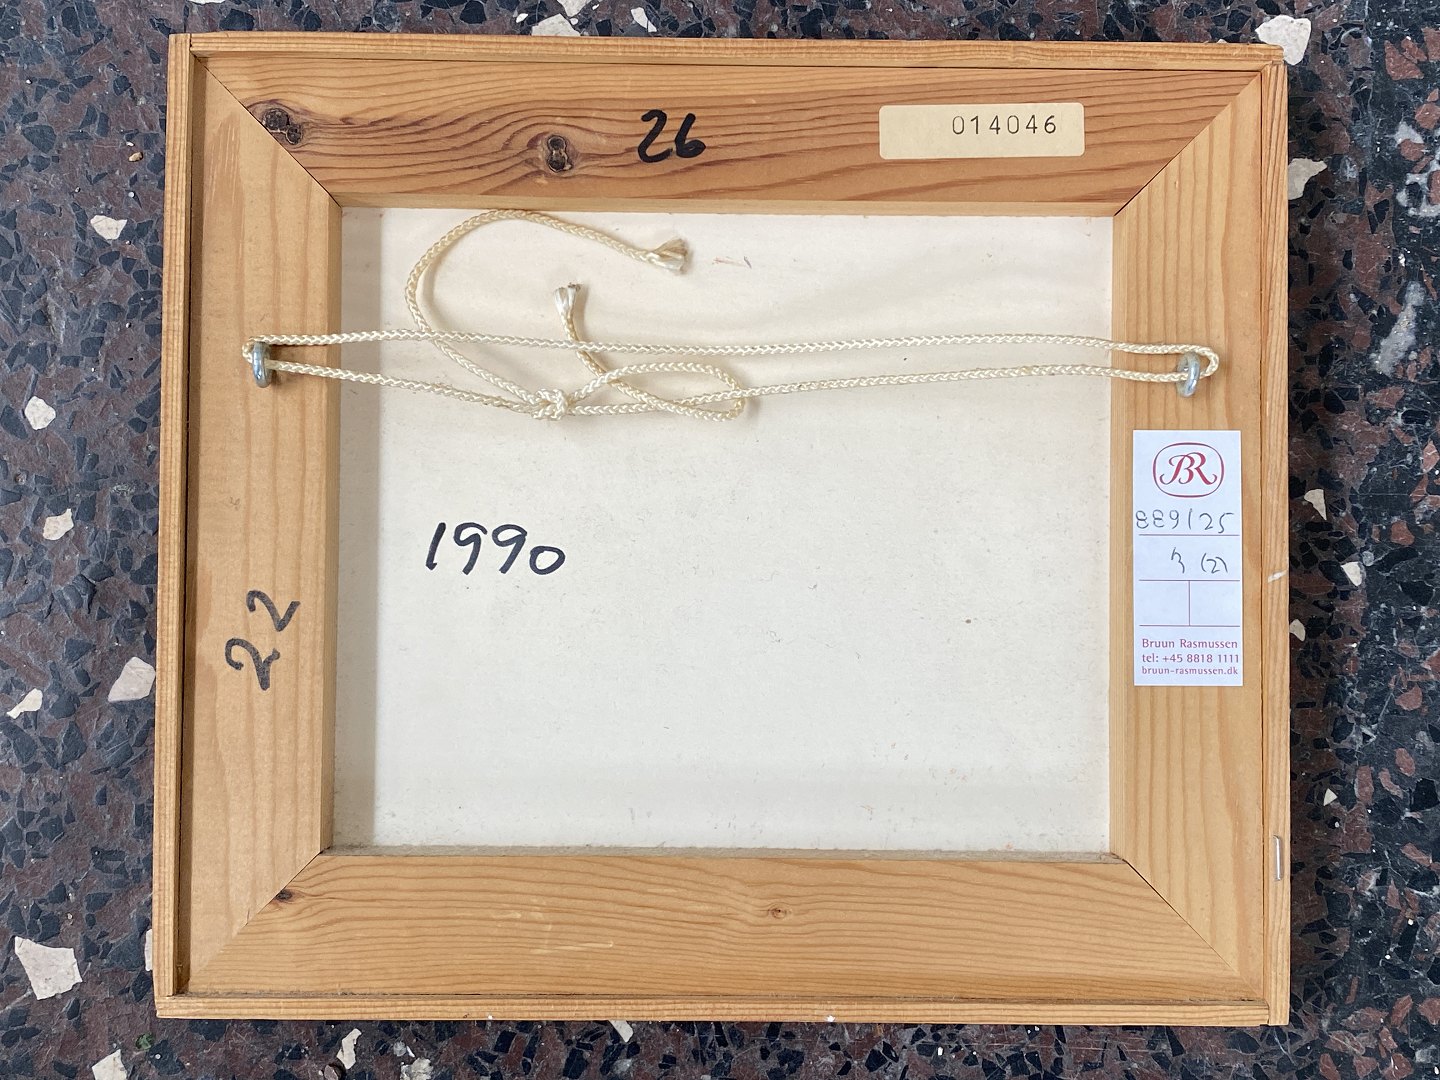 26
014046
BR
889125
3 (2)
Bruun Rasmussen
tel: +45 8818 1111
bruun-rasmussen.dk
1990
22